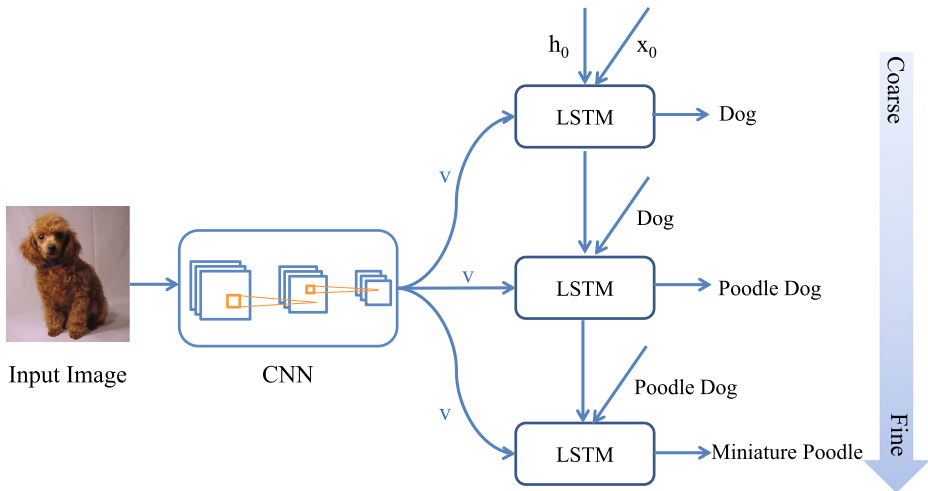 h₀
x₀
LSTM
Dog
Coarse
v
Dog
v
LSTM
Poodle Dog
Input Image
CNN
Poodle Dog
v
LSTM
Miniature Poodle
Fine